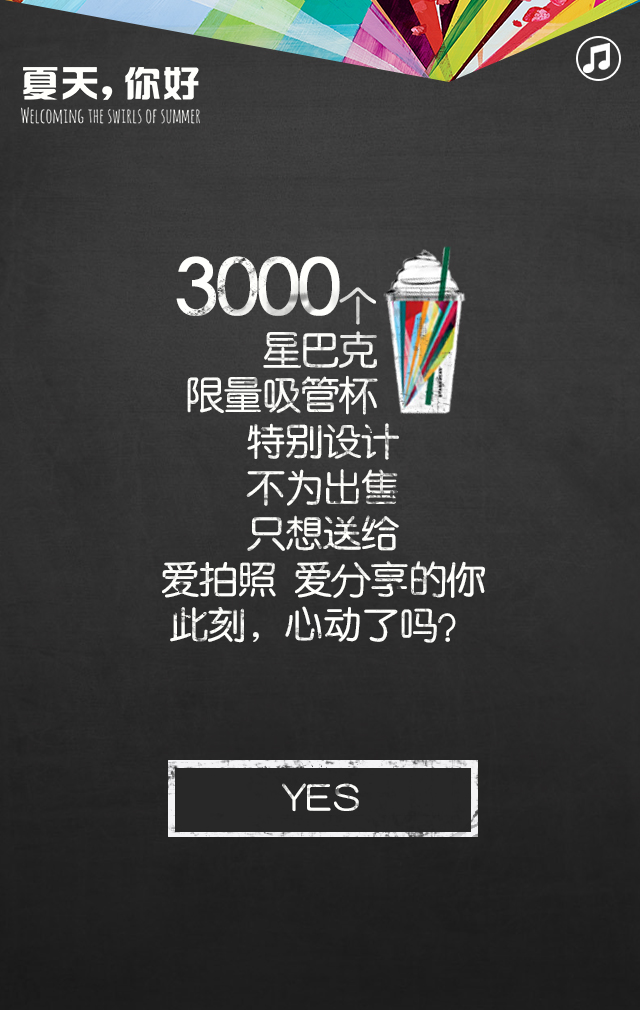 夏天，你好
WELCOMING THE SWIRLS OF SUMMER
3000个
星巴克
限量吸管杯
特别设计
不为出售
只想送给
爱拍照 爱分享的你
此刻，心动了吗？
YES